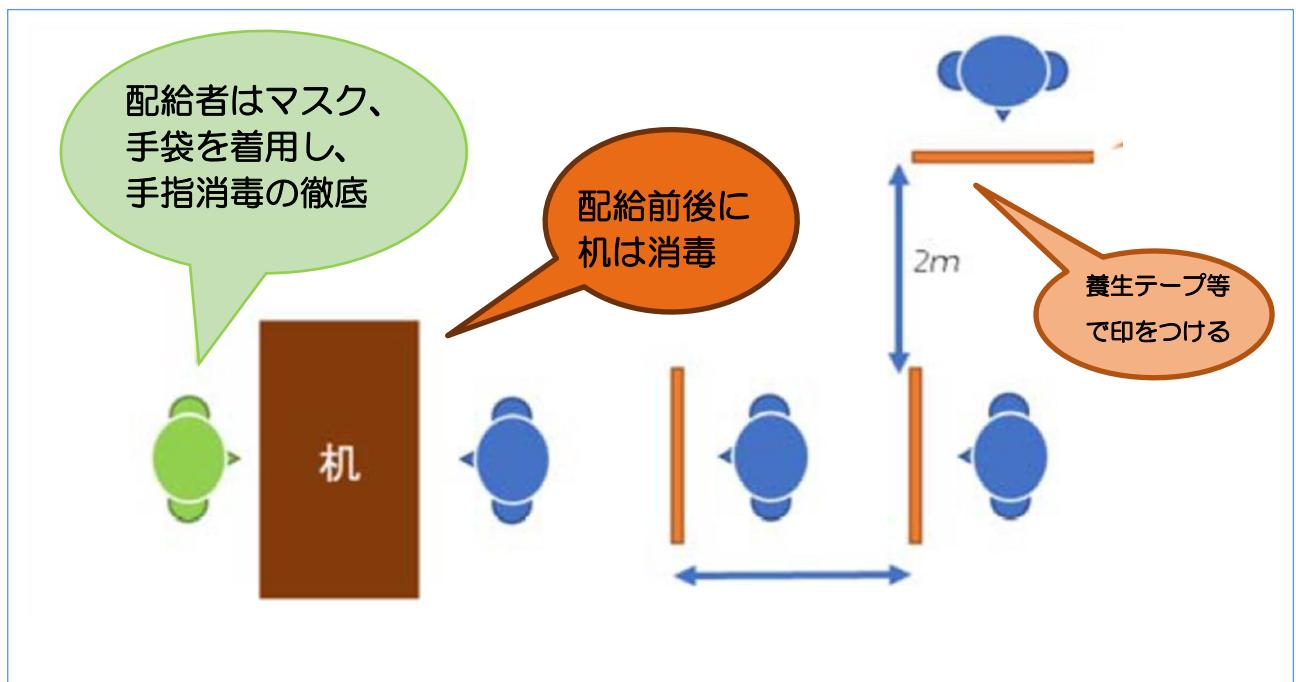 配給者はマスク、
手袋を着用し、
手指消毒の徹底
配給前後に
机は消毒
2m
養生テープ等
で印をつける
机